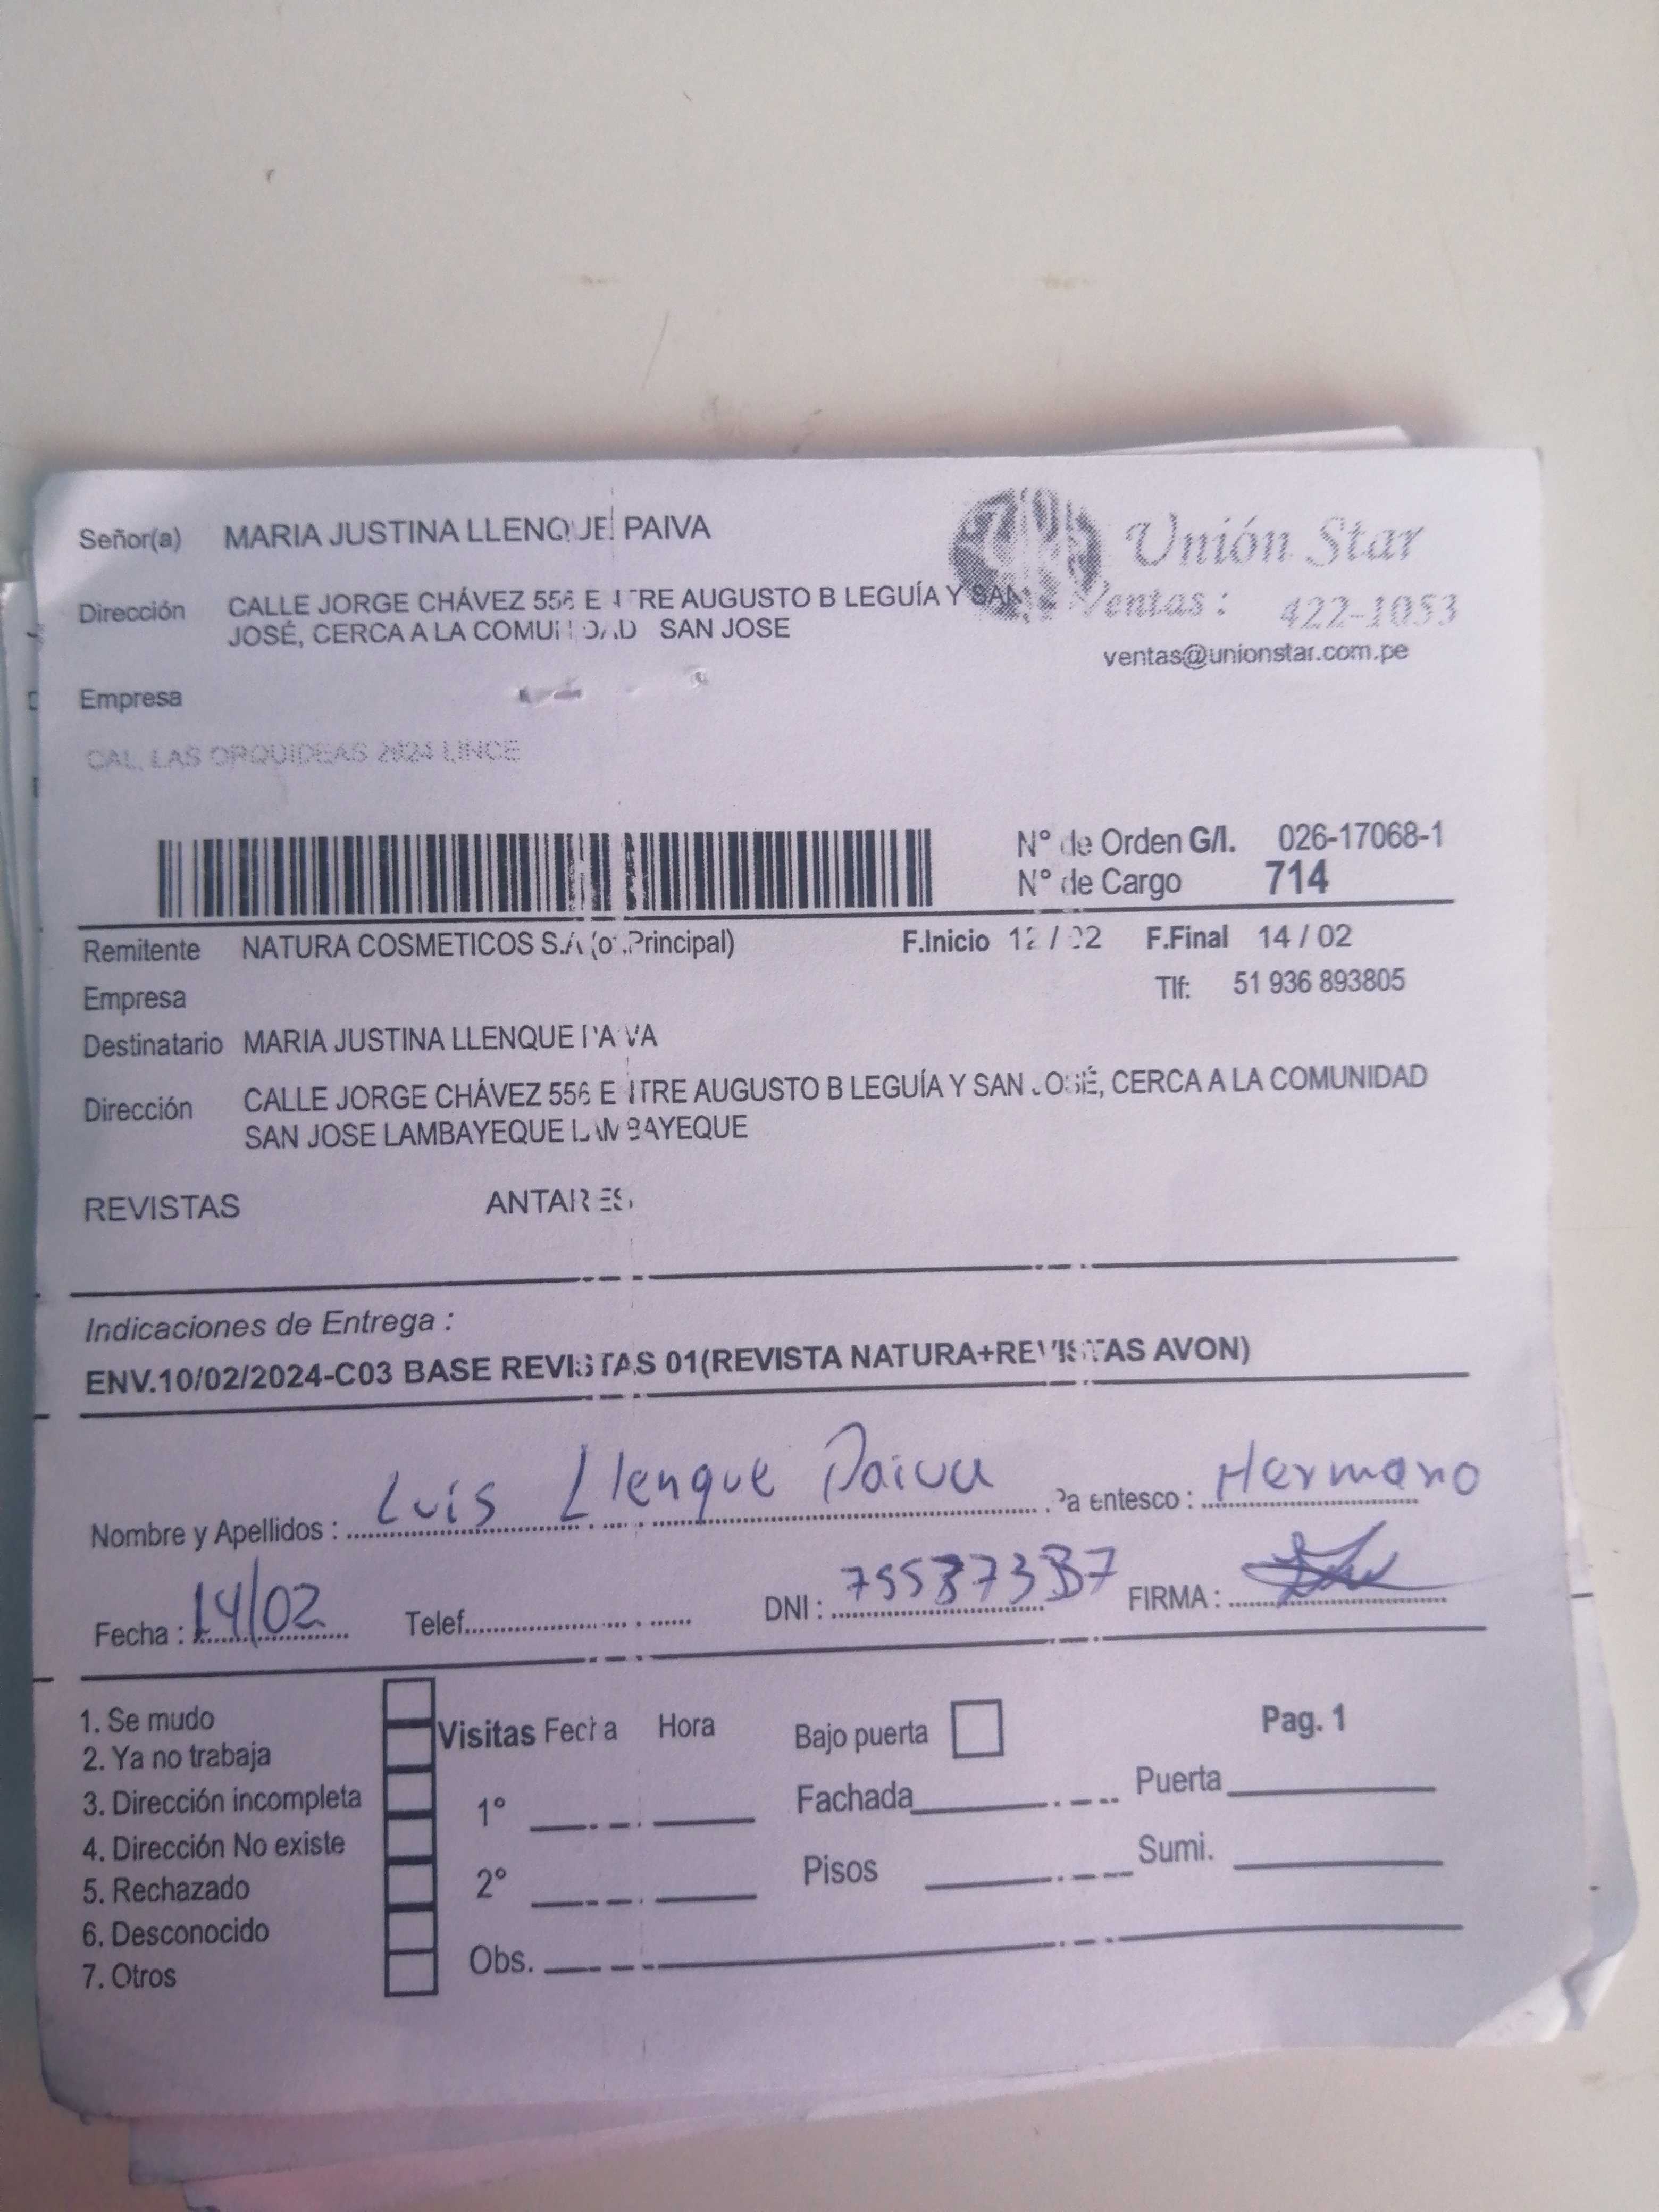 Señor(a) MARIA JUSTINA LLENQUE PAIVA
Unión Star
Dirección CALLE JORGE CHÁVEZ 556 ENTRE AUGUSTO B LEGUÍA Y SAN
JOSÉ, CERCA A LA COMUNIDAD SAN JOSE
Ventas : 422-1053
ventas@unionstar.com.pe
Empresa
CAL. LAS ORQUIDEAS 2024 LINCE
N° de Orden G/I. 026-17068-1
N° de Cargo 714
Remitente NATURA COSMETICOS S.A (of.Principal) F.Inicio 12 / 02 F.Final 14 / 02
Empresa Tlf: 51 936 893805
Destinatario MARIA JUSTINA LLENQUE PAIVA
Dirección CALLE JORGE CHÁVEZ 556 ENTRE AUGUSTO B LEGUÍA Y SAN JOSÉ, CERCA A LA COMUNIDAD
SAN JOSE LAMBAYEQUE LAMBAYEQUE
REVISTAS ANTARES
Indicaciones de Entrega :
ENV.10/02/2024-C03 BASE REVISTAS 01(REVISTA NATURA+REVISTAS AVON)
Nombre y Apellidos : Luis Llenque Paiva Parentesco : Hermano
Fecha : 14/02 Telef. DNI : FIRMA :
1. Se mudo
2. Ya no trabaja
3. Dirección incompleta
4. Dirección No existe
5. Rechazado
6. Desconocido
7. Otros
Visitas Fecha Hora Bajo puerta Pag. 1
1° Fachada Puerta
2° Pisos Sumi.
Obs.